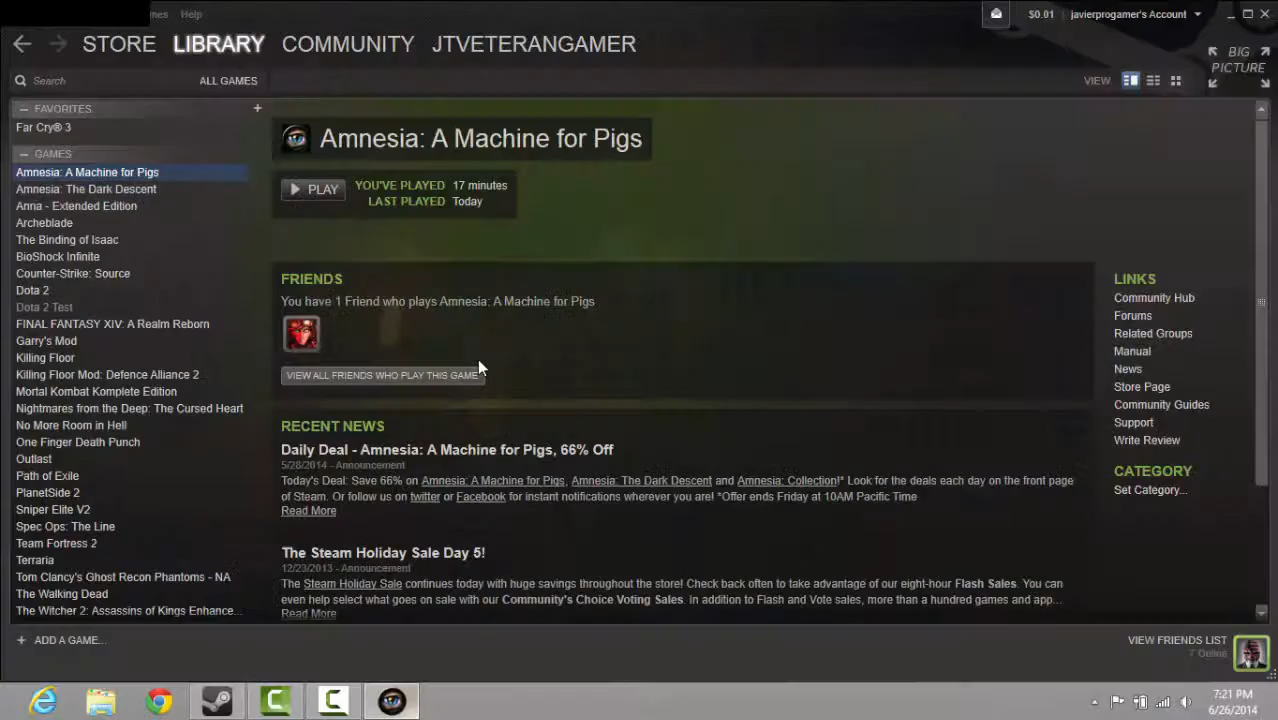 mes Help
$0.01 javierprogamer's Account
STORE LIBRARY COMMUNITY JTVETERANGAMER
BIG PICTURE
Search ALL GAMES
VIEW
— FAVORITES +
Far Cry® 3
— GAMES
Amnesia: A Machine for Pigs
Amnesia: The Dark Descent
Anna - Extended Edition
Archeblade
The Binding of Isaac
BioShock Infinite
Counter-Strike: Source
Dota 2
Dota 2 Test
FINAL FANTASY XIV: A Realm Reborn
Garry's Mod
Killing Floor
Killing Floor Mod: Defence Alliance 2
Mortal Kombat Komplete Edition
Nightmares from the Deep: The Cursed Heart
No More Room in Hell
One Finger Death Punch
Outlast
Path of Exile
PlanetSide 2
Sniper Elite V2
Spec Ops: The Line
Team Fortress 2
Terraria
Tom Clancy's Ghost Recon Phantoms - NA
The Walking Dead
The Witcher 2: Assassins of Kings Enhance...
+ ADD A GAME...
Amnesia: A Machine for Pigs
PLAY
YOU'VE PLAYED 17 minutes
LAST PLAYED Today
FRIENDS
You have 1 Friend who plays Amnesia: A Machine for Pigs
VIEW ALL FRIENDS WHO PLAY THIS GAME
RECENT NEWS
Daily Deal - Amnesia: A Machine for Pigs, 66% Off
5/28/2014 - Announcement
Today's Deal: Save 66% on Amnesia: A Machine for Pigs, Amnesia: The Dark Descent and Amnesia: Collection!* Look for the deals each day on the front page
of Steam. Or follow us on twitter or Facebook for instant notifications wherever you are! *Offer ends Friday at 10AM Pacific Time
Read More
The Steam Holiday Sale Day 5!
12/23/2013 - Announcement
The Steam Holiday Sale continues today with huge savings throughout the store! Check back often to take advantage of our eight-hour Flash Sales. You can
even help select what goes on sale with our Community's Choice Voting Sales. In addition to Flash and Vote sales, more than a hundred games and app...
Read More
LINKS
Community Hub
Forums
Related Groups
Manual
News
Store Page
Community Guides
Support
Write Review
CATEGORY
Set Category...
VIEW FRIENDS LIST
7 Online
7:21 PM
6/26/2014